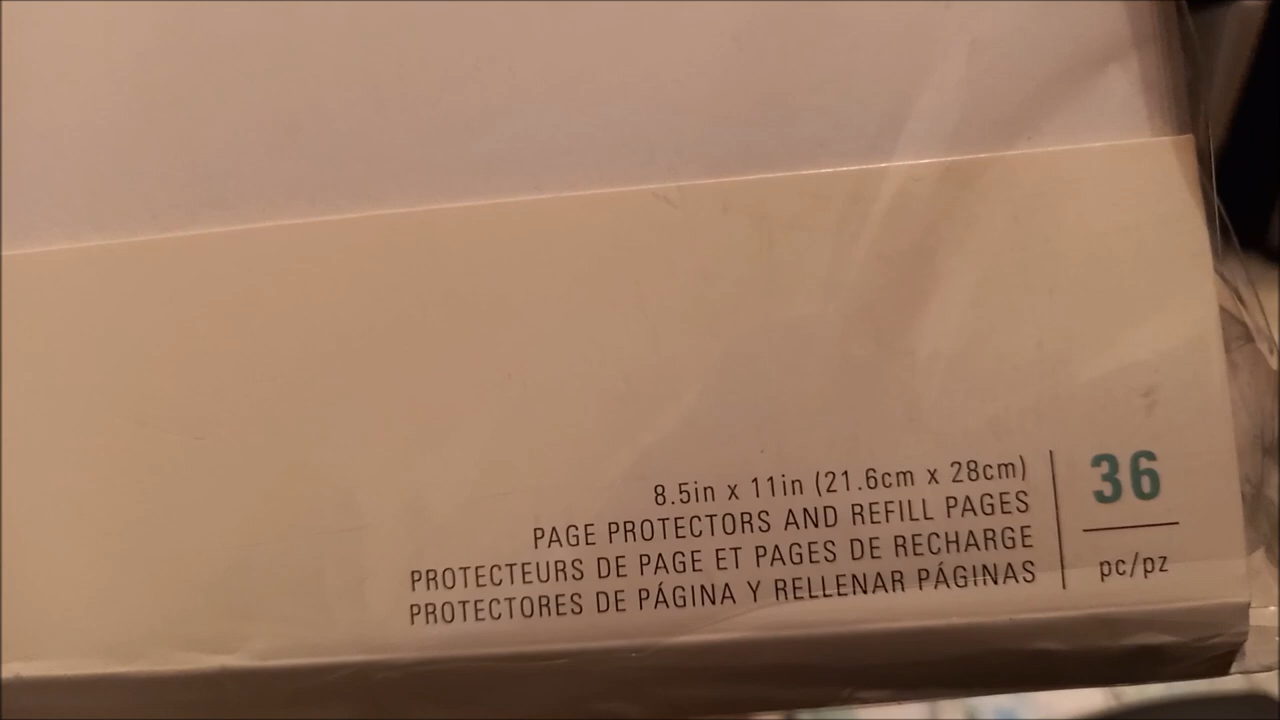 8.5in x 11in (21.6cm x 28cm)
PAGE PROTECTORS AND REFILL PAGES
PROTECTEURS DE PAGE ET PAGES DE RECHARGE
PROTECTORES DE PÁGINA Y RELLENAR PÁGINAS
36
pc/pz